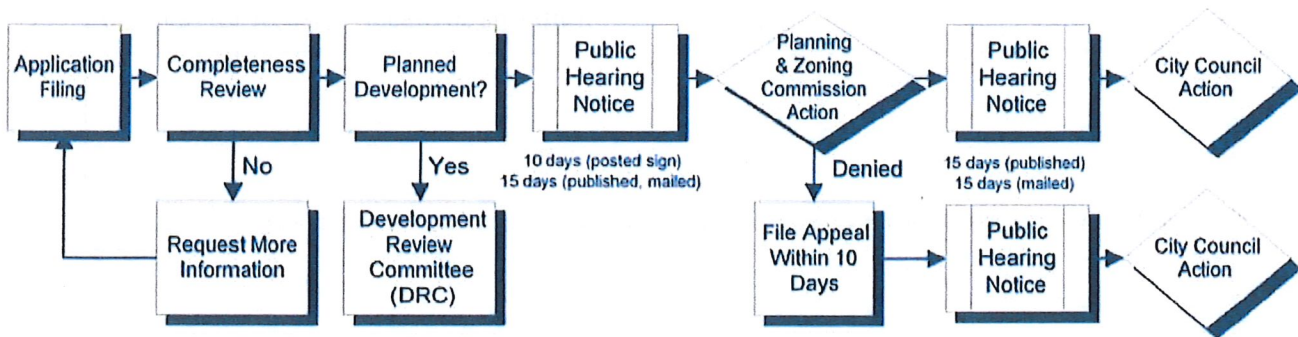 Application
Filing
Completeness
Review
Planned
Development?
Public
Hearing
Notice
Planning
& Zoning
Commission
Action
Public
Hearing
Notice
City Council
Action
No
Yes
10 days (posted sign)
15 days (published, mailed)
Denied
15 days (published)
15 days (mailed)
Request More
Information
Development
Review
Committee
(DRC)
File Appeal
Within 10
Days
Public
Hearing
Notice
City Council
Action